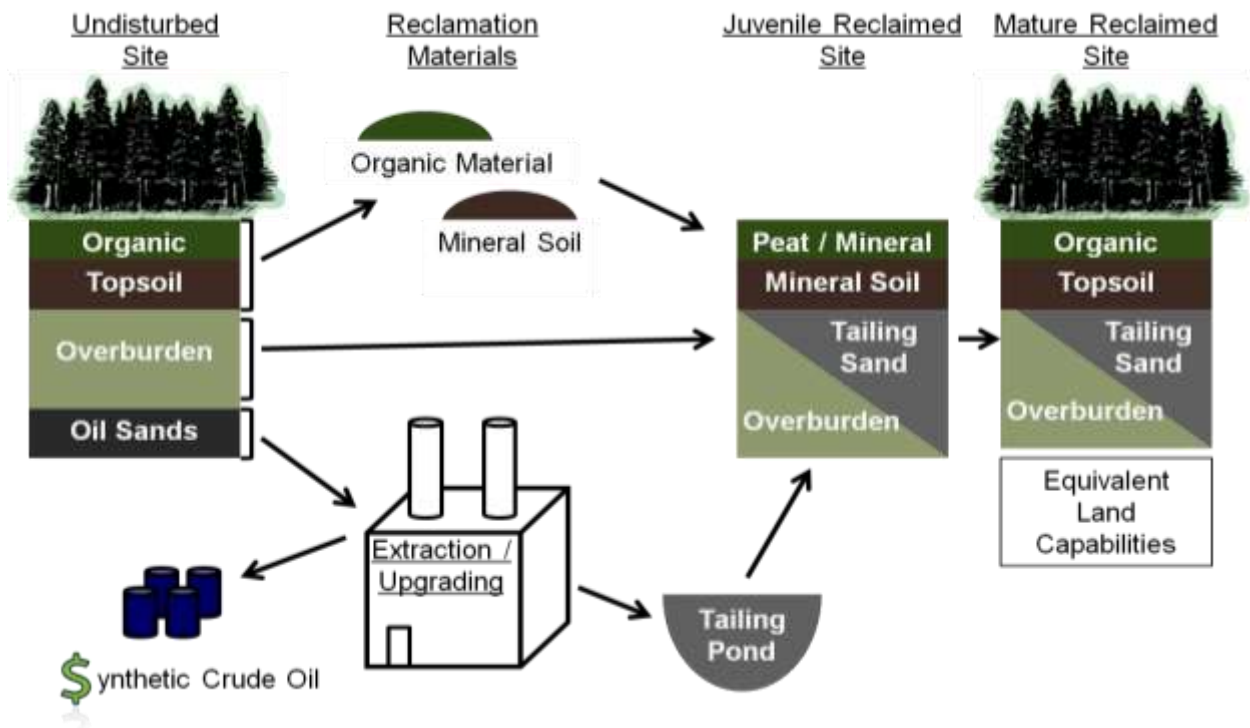 Undisturbed
Site
Reclamation
Materials
Juvenile Reclaimed
Site
Mature Reclaimed
Site
Organic Material
Mineral Soil
Organic
Topsoil
Overburden
Oil Sands
Peat / Mineral
Mineral Soil
Tailing
Sand
Overburden
Organic
Topsoil
Tailing
Sand
Overburden
Equivalent
Land
Capabilities
Extraction /
Upgrading
Tailing
Pond
$ynthetic Crude Oil